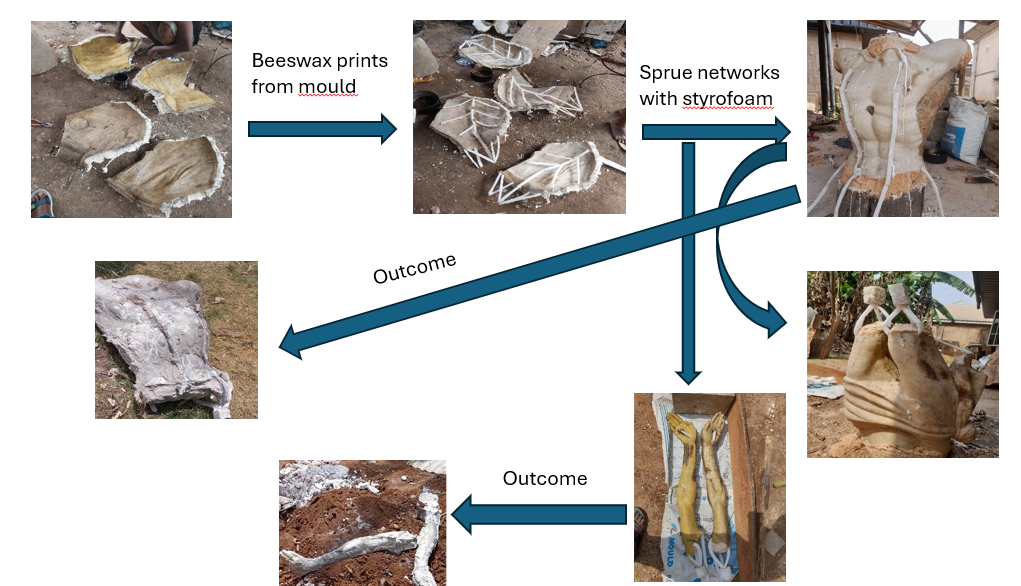 Beeswax prints
from mould
Sprue networks
with styrofoam
Outcome
Outcome